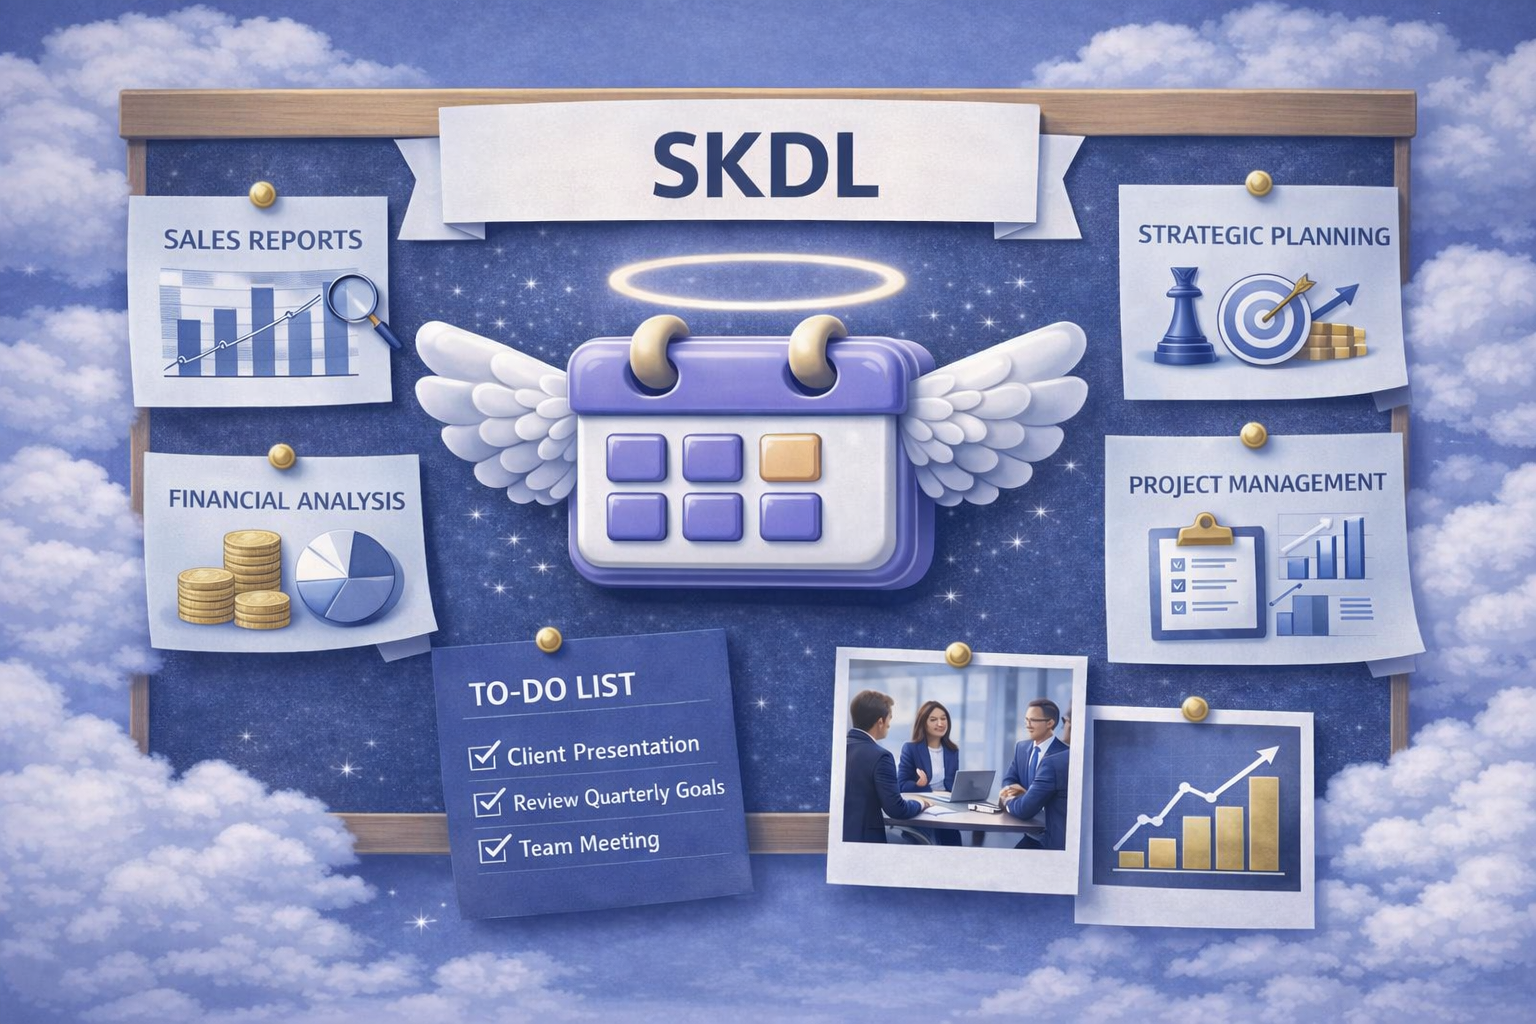 SKDL
SALES REPORTS
STRATEGIC PLANNING
FINANCIAL ANALYSIS
PROJECT MANAGEMENT
TO-DO LIST
Client Presentation
Review Quarterly Goals
Team Meeting